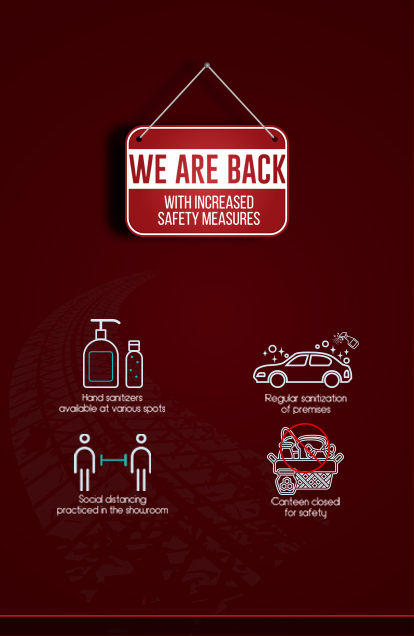 WE ARE BACK
WITH INCREASED
SAFETY MEASURES
Hand sanitizers
available at various spots
Regular sanitization
of premises
Social distancing
practiced in the showroom
Canteen closed
for safety